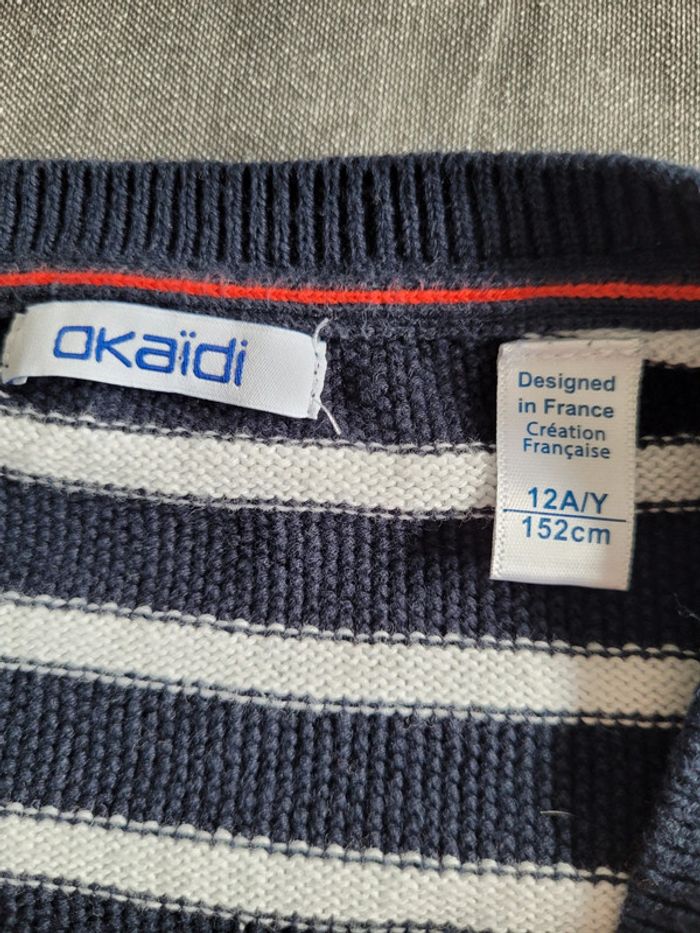 okaïdi
Designed
in France
Création
Française
12A/Y
152cm